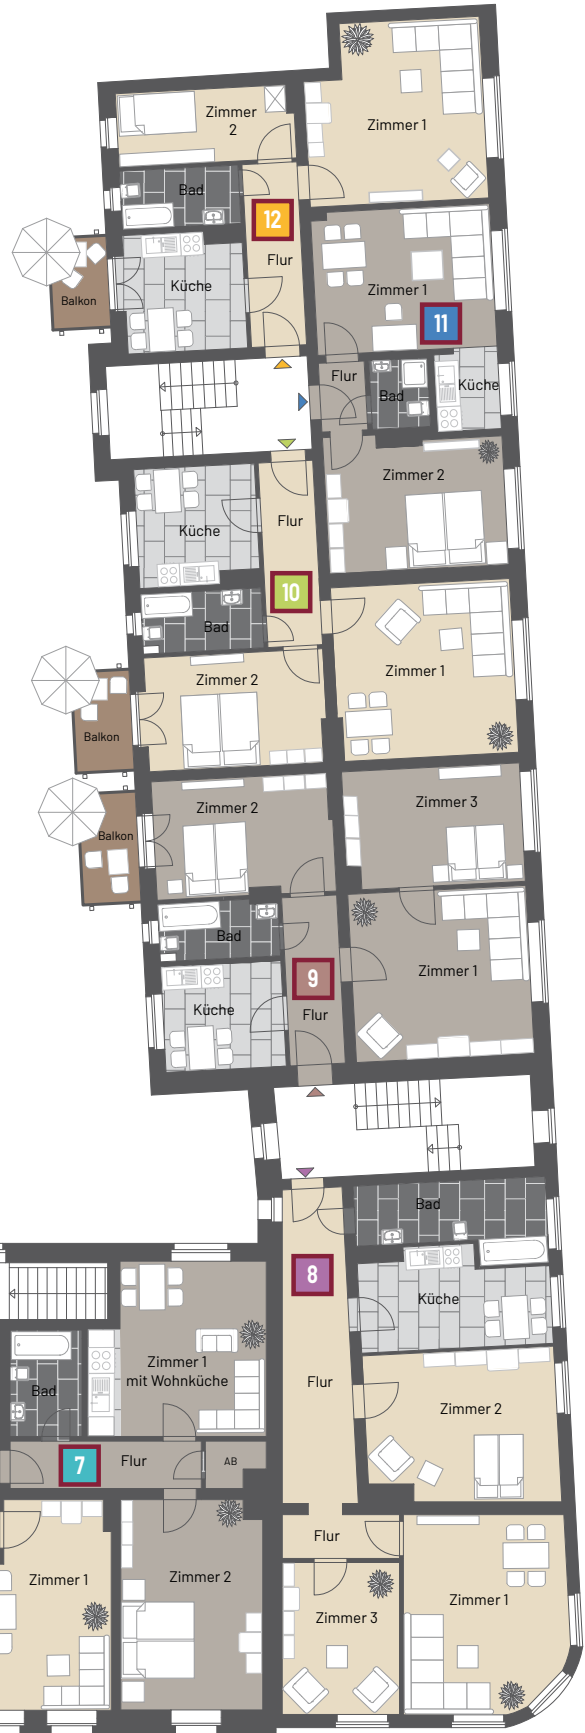 Zimmer
2
Zimmer 1
Bad
12
Flur
Küche
Balkon
Zimmer 1
11
Flur
Bad
Küche
Zimmer 2
Küche
Flur
10
Bad
Zimmer 2
Zimmer 1
Balkon
Zimmer 2
Zimmer 3
Balkon
Bad
Zimmer 1
9
Küche
Flur
Bad
8
Küche
Zimmer 1
mit Wohnküche
Flur
Bad
Zimmer 2
7
Flur
AB
Flur
Zimmer 1
Zimmer 2
Zimmer 1
Zimmer 3